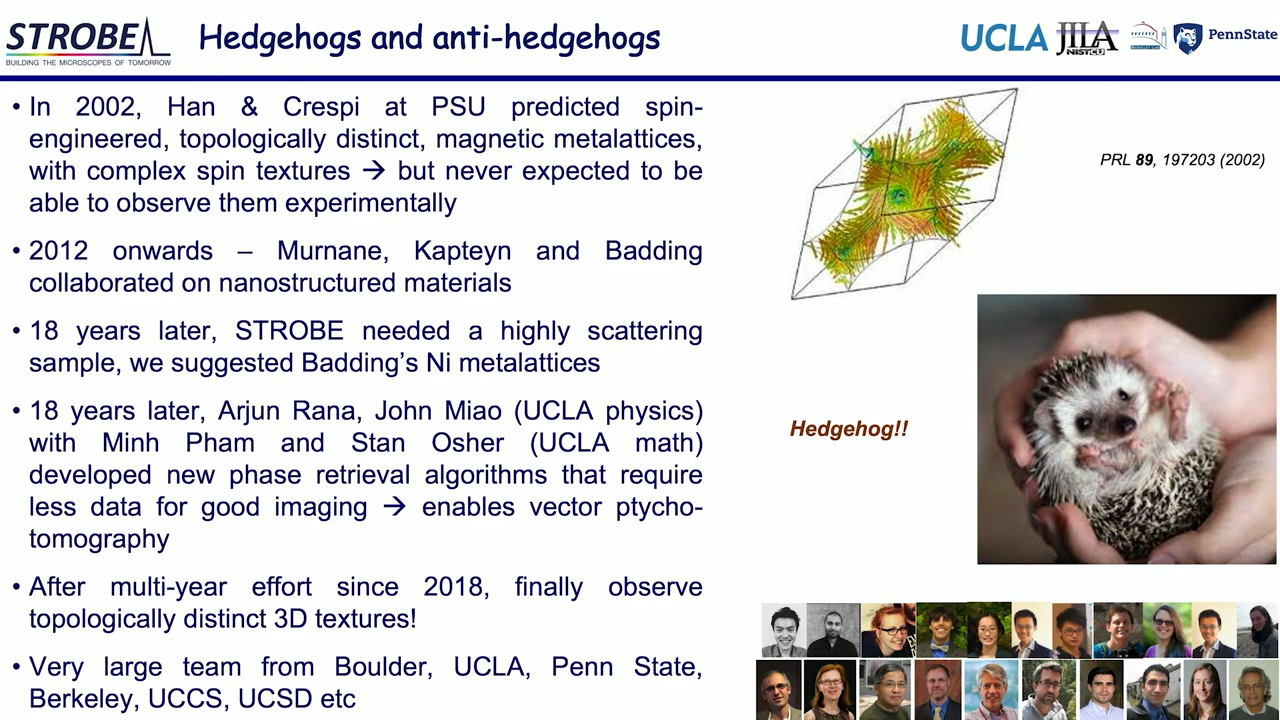 STROBE
BUILDING THE MICROSCOPES OF TOMORROW
Hedgehogs and anti-hedgehogs
UCLA
JILA
NIST.CU
BERKELEY LAB
PennState
• In 2002, Han & Crespi at PSU predicted spin-
engineered, topologically distinct, magnetic metalattices,
with complex spin textures → but never expected to be
able to observe them experimentally
• 2012 onwards – Murnane, Kapteyn and Badding
collaborated on nanostructured materials
• 18 years later, STROBE needed a highly scattering
sample, we suggested Badding's Ni metalattices
• 18 years later, Arjun Rana, John Miao (UCLA physics)
with Minh Pham and Stan Osher (UCLA math)
developed new phase retrieval algorithms that require
less data for good imaging → enables vector ptycho-
tomography
• After multi-year effort since 2018, finally observe
topologically distinct 3D textures!
• Very large team from Boulder, UCLA, Penn State,
Berkeley, UCCS, UCSD etc
PRL 89, 197203 (2002)
Hedgehog!!